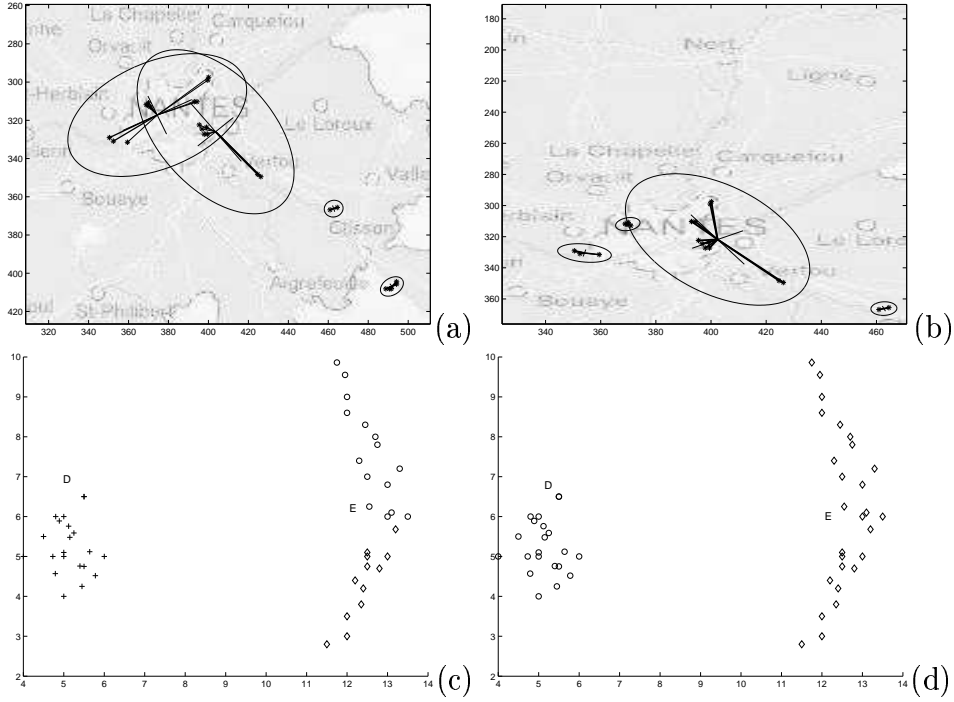 260
280
300
320
340
360
380
400
420
320 340 360 380 400 420 440 460 480 500
La Chapelle
Carquefou
Orvault
-Herblain
NANTES
Le Loroux
Vertou
Valle
Bouaye
Clisson
Aigrefeuille
St-Philbert
(a)
180
200
220
240
260
280
300
320
340
360
340 360 380 400 420 440 460
Nort
Ligné
La Chapelle
Carquefou
Orvault
NANTES
Le Loro
Vertou
Bouaye
(b)
10
9
8
7
6
5
4
3
2
4 5 6 7 8 9 10 11 12 13 14
D
E
(c)
10
9
8
7
6
5
4
3
2
4 5 6 7 8 9 10 11 12 13 14
D
E
(d)